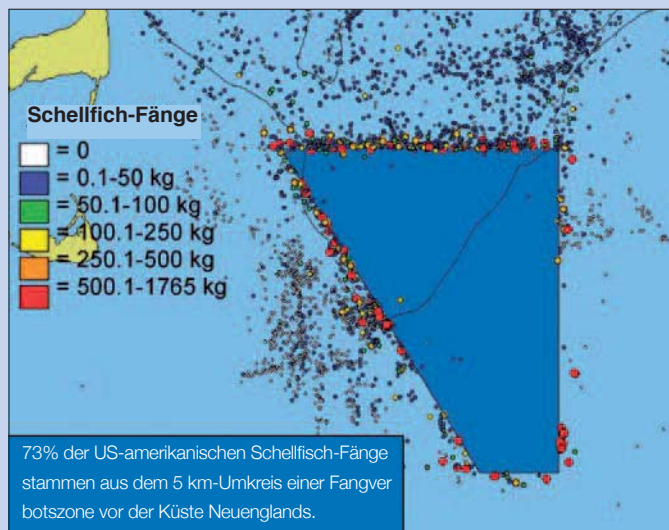 Schellfich-Fänge
= 0
= 0.1-50 kg
= 50.1-100 kg
= 100.1-250 kg
= 250.1-500 kg
= 500.1-1765 kg
73% der US-amerikanischen Schellfisch-Fänge
stammen aus dem 5 km-Umkreis einer Fangver
botszone vor der Küste Neuenglands.